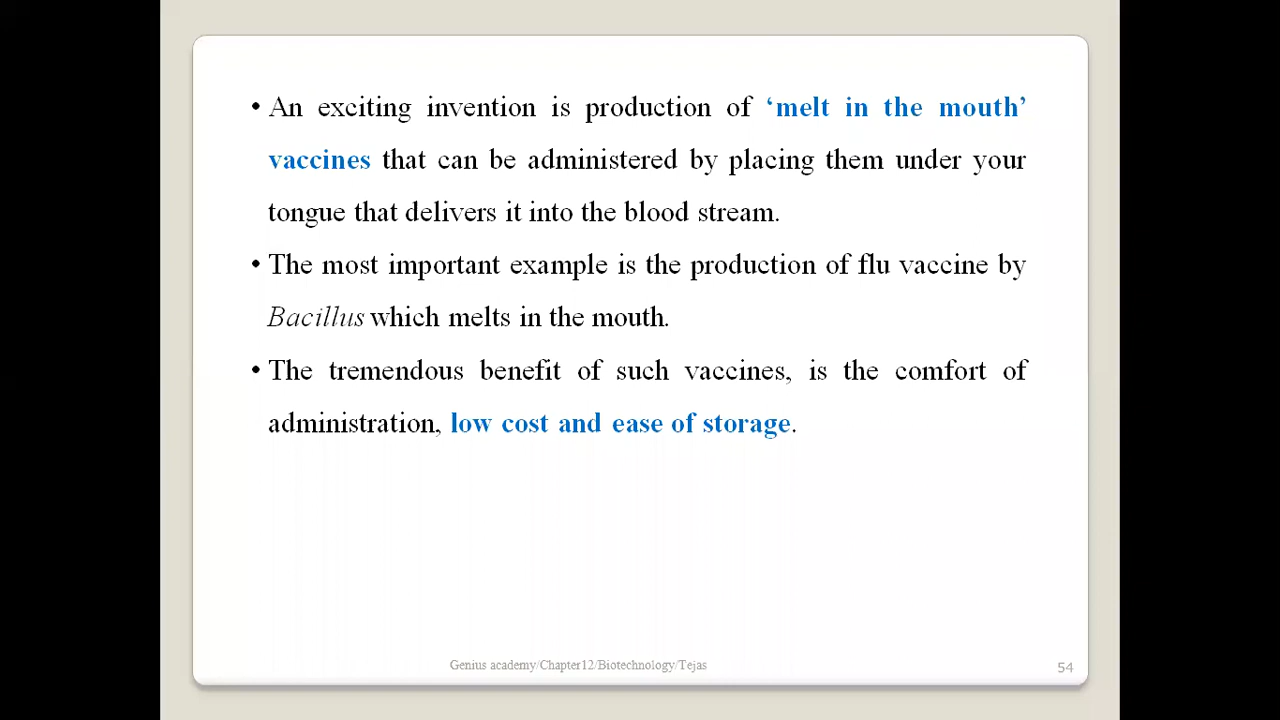 • An exciting invention is production of ‘melt in the mouth’
vaccines that can be administered by placing them under your
tongue that delivers it into the blood stream.
• The most important example is the production of flu vaccine by
Bacillus which melts in the mouth.
• The tremendous benefit of such vaccines, is the comfort of
administration, low cost and ease of storage.
Genius academy/Chapter12/Biotechnology/Tejas
54